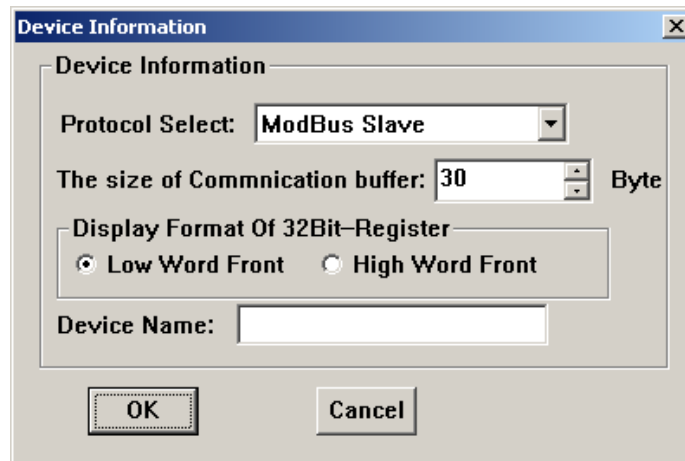 Device Information
Device Information
Protocol Select: ModBus Slave
The size of Commnication buffer: 30 Byte
Display Format Of 32Bit-Register
Low Word Front High Word Front
Device Name:
OK Cancel